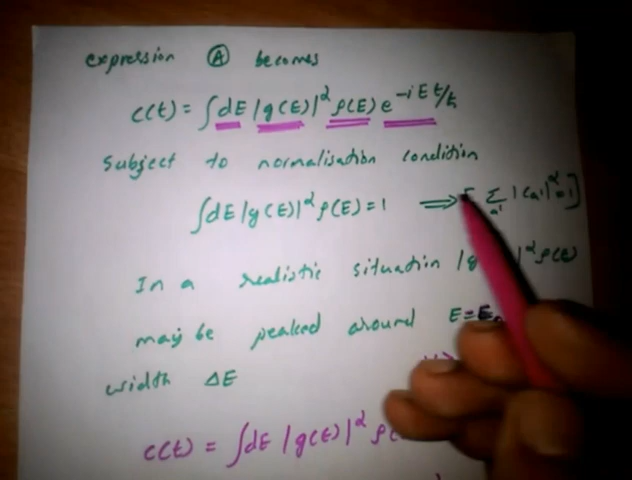 expression Ⓐ becomes
c(t) = ∫dE |g(E)|² ρ(E) e^{-iEt/ħ}
subject to normalisation condition
∫dE |g(E)|² ρ(E) = 1 ⟹ [ Σ_{a'} |c_{a'}|² = 1 ]
In a realistic situation |g |² ρ(E)
may be peaked around E = E
width ΔE
c(t) = ∫dE |g(E)|² ρ(